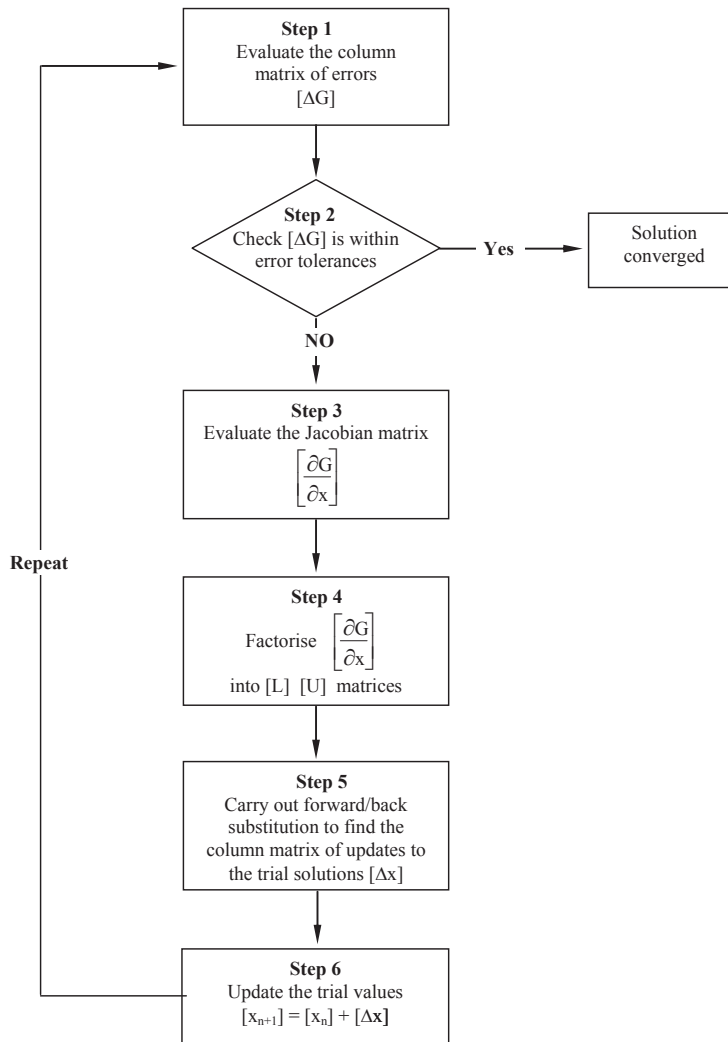 Step 1
Evaluate the column
matrix of errors
[ΔG]
Step 2
Check [ΔG] is within
error tolerances
Yes
Solution
converged
NO
Step 3
Evaluate the Jacobian matrix
[∂G/∂x]
Repeat
Step 4
Factorise [∂G/∂x]
into [L] [U] matrices
Step 5
Carry out forward/back
substitution to find the
column matrix of updates to
the trial solutions [Δx]
Step 6
Update the trial values
[xₙ₊₁] = [xₙ] + [Δx]